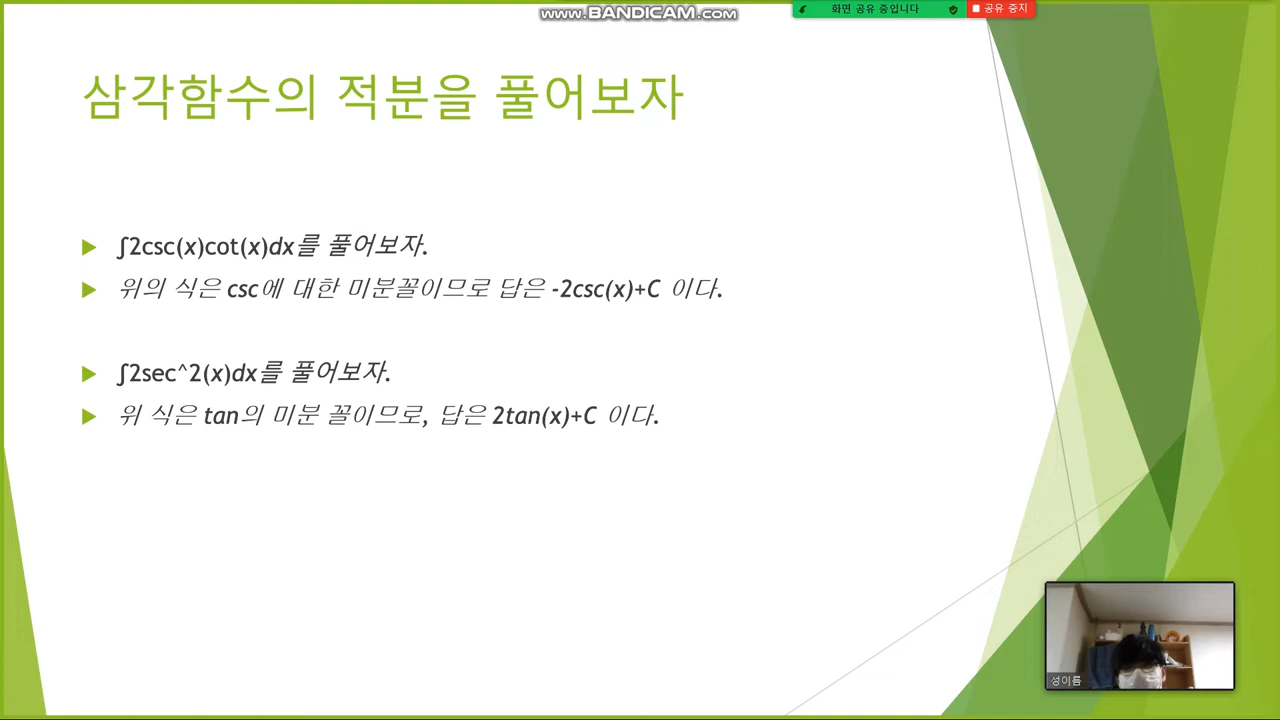 www.BANDICAM.com
화면 공유 중입니다
공유 중지
삼각함수의 적분을 풀어보자
∫2csc(x)cot(x)dx를 풀어보자.
위의 식은 csc에 대한 미분꼴이므로 답은 -2csc(x)+C 이다.
∫2sec^2(x)dx를 풀어보자.
위 식은 tan의 미분 꼴이므로, 답은 2tan(x)+C 이다.
성이름